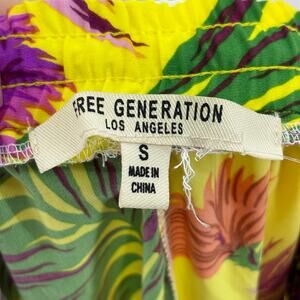 FREE GENERATION
LOS ANGELES
S
MADE IN
CHINA